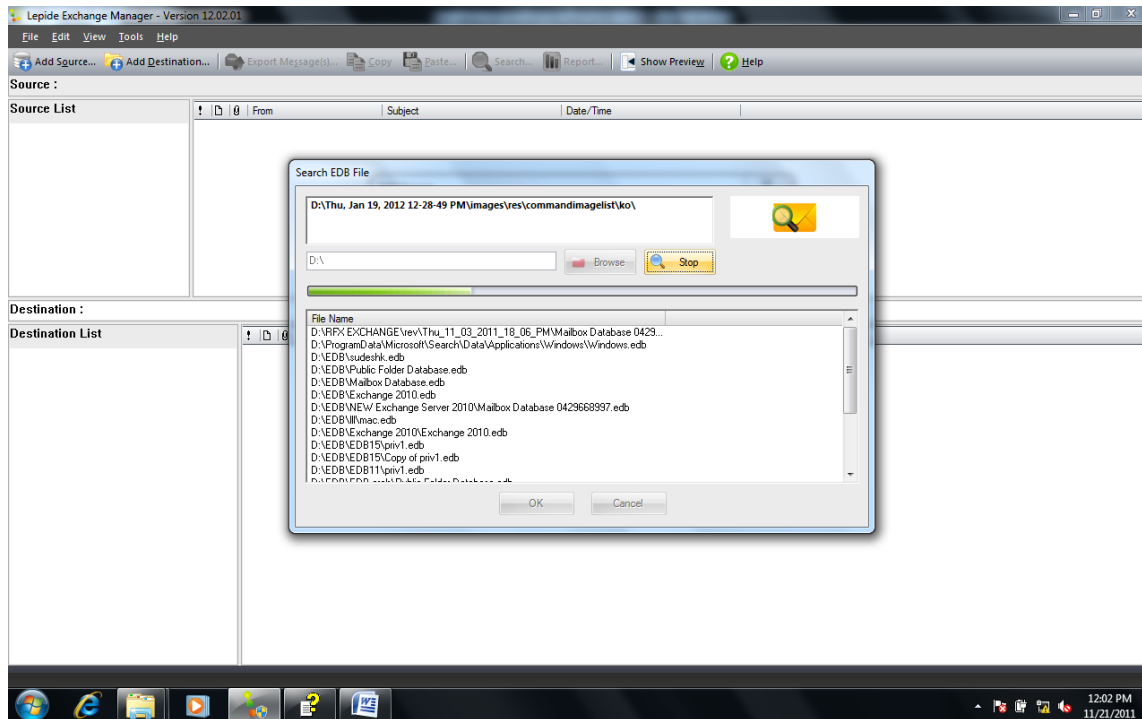 Lepide Exchange Manager - Version 12.02.01
File Edit View Tools Help
Add Source... Add Destination... Export Message(s)... Copy Paste... Search... Report... Show Preview Help
Source :
Source List
! From Subject Date/Time
Search EDB File
D:\Thu, Jan 19, 2012 12-28-49 PM\images\res\commandimagelist\ko\
D:\ Browse Stop
File Name
D:\RFX EXCHANGE\rev\Thu_11_03_2011_18_06_PM\Mailbox Database 0429...
D:\ProgramData\Microsoft\Search\Data\Applications\Windows\Windows.edb
D:\EDB\sudeshk.edb
D:\EDB\Public Folder Database.edb
D:\EDB\Mailbox Database.edb
D:\EDB\Exchange 2010.edb
D:\EDB\NEW Exchange Server 2010\Mailbox Database 0429668997.edb
D:\EDB\lll\mac.edb
D:\EDB\Exchange 2010\Exchange 2010.edb
D:\EDB\EDB15\priv1.edb
D:\EDB\EDB15\Copy of priv1.edb
D:\EDB\EDB11\priv1.edb
OK Cancel
Destination :
Destination List
!
12:02 PM
11/21/2011